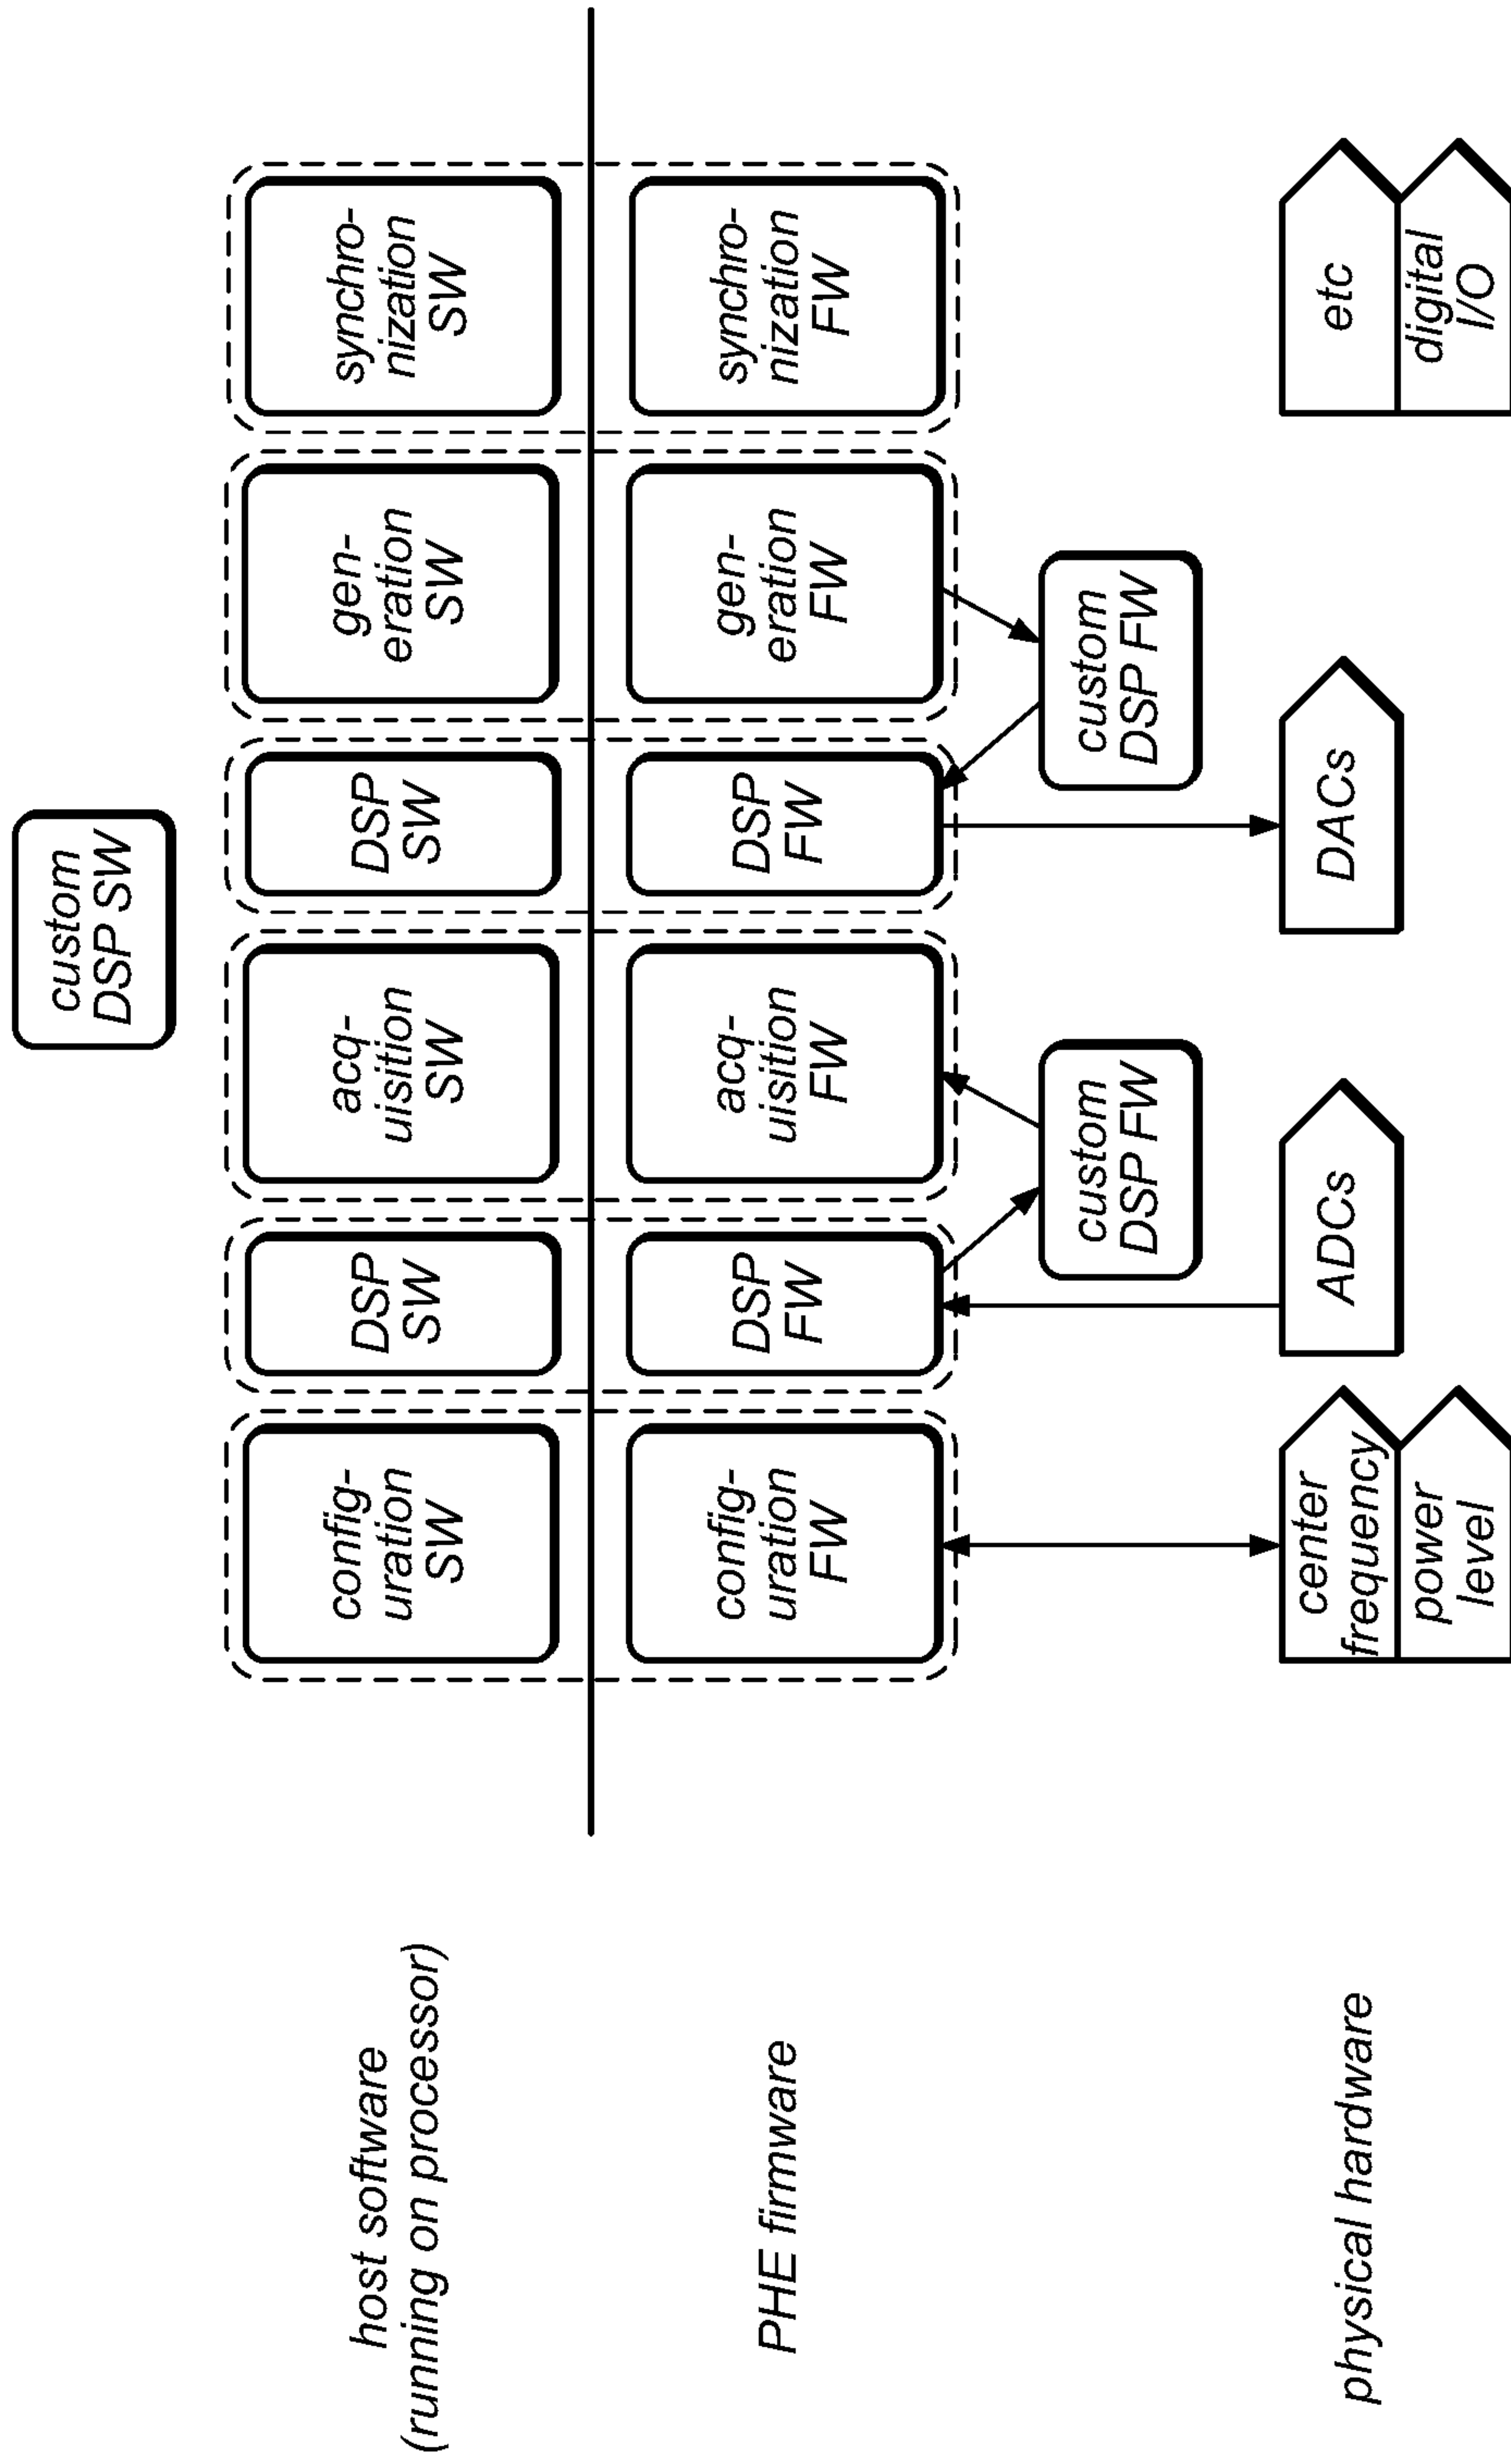 custom
DSP SW
host software
(running on processor)
config-
uration
SW
DSP
SW
acq-
uisition
SW
DSP
SW
gen-
eration
SW
synchro-
nization
SW
PHE firmware
config-
uration
FW
DSP
FW
acq-
uisition
FW
DSP
FW
gen-
eration
FW
synchro-
nization
FW
custom
DSP FW
custom
DSP FW
physical hardware
center
frequency
power
level
ADCs
DACs
etc
digital
I/O